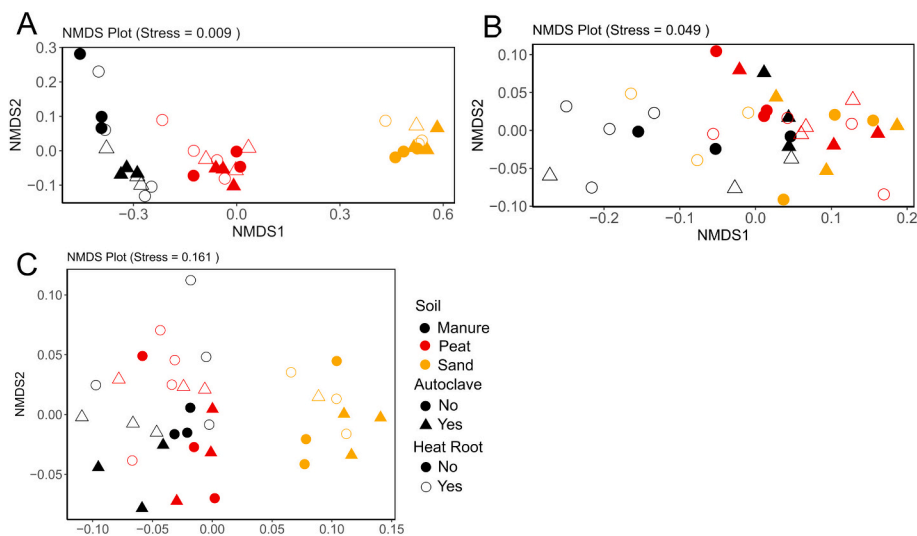 A
NMDS Plot (Stress = 0.009 )
0.3
0.2
0.1
0.0
−0.1
NMDS2
−0.3
0.0
0.3
0.6
NMDS1
B
NMDS Plot (Stress = 0.049 )
0.10
0.05
0.00
−0.05
−0.10
NMDS2
−0.2
−0.1
0.0
0.1
0.2
NMDS1
C
NMDS Plot (Stress = 0.161 )
0.10
0.05
0.00
−0.05
NMDS2
−0.10
−0.05
0.00
0.05
0.10
0.15
Soil
Manure
Peat
Sand
Autoclave
No
Yes
Heat Root
No
Yes